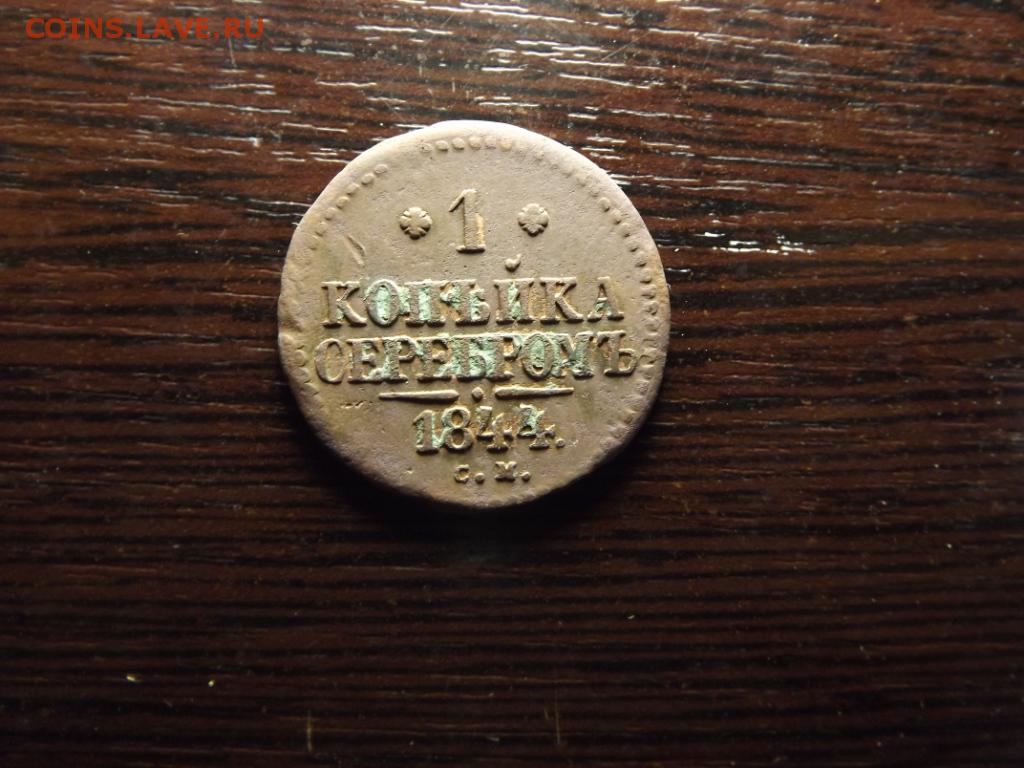 COINS.LAVE.RU
1
КОПѢЙКА
СЕРЕБРОМЪ
1844.
С.М.